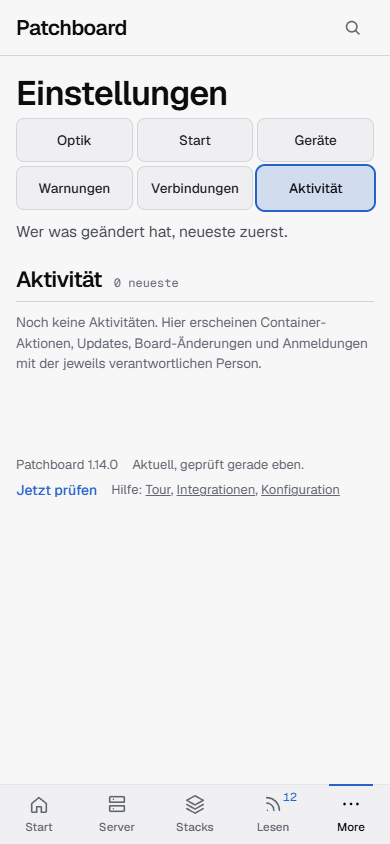 Patchboard
Einstellungen
Optik
Start
Geräte
Warnungen
Verbindungen
Aktivität
Wer was geändert hat, neueste zuerst.
Aktivität 0 neueste
Noch keine Aktivitäten. Hier erscheinen Container-
Aktionen, Updates, Board-Änderungen und Anmeldungen
mit der jeweils verantwortlichen Person.
Patchboard 1.14.0 Aktuell, geprüft gerade eben.
Jetzt prüfen Hilfe: Tour, Integrationen, Konfiguration
12
Start
Server
Stacks
Lesen
More